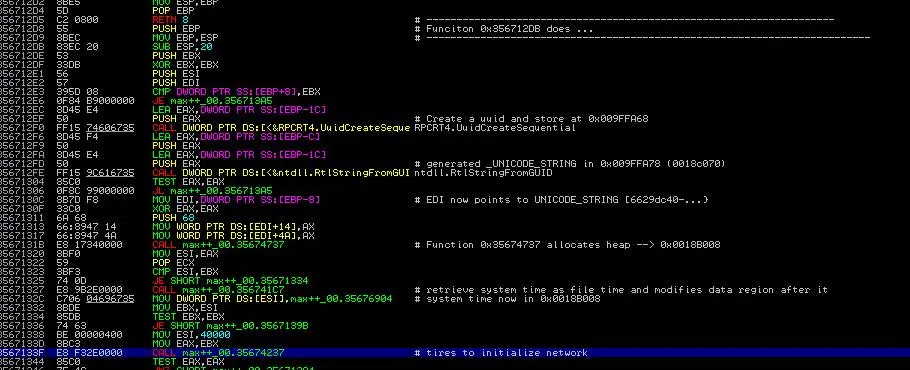 356712D2 8BE5 MOV ESP,EBP
356712D4 5D POP EBP
356712D5 C2 0800 RETN 8 # ------------------------------------------------------------------
356712D8 55 PUSH EBP # Funciton 0x356712DB does ...
356712D9 8BEC MOV EBP,ESP # ------------------------------------------------------------------------
356712DB 83EC 20 SUB ESP,20
356712DE 53 PUSH EBX
356712DF 33DB XOR EBX,EBX
356712E1 56 PUSH ESI
356712E2 57 PUSH EDI
356712E3 395D 08 CMP DWORD PTR SS:[EBP+8],EBX
356712E6 0F84 B9000000 JE max++_00.356713A5
356712EC 8D45 E4 LEA EAX,DWORD PTR SS:[EBP-1C]
356712EF 50 PUSH EAX # Create a uuid and store at 0x009FFA68
356712F0 FF15 74606735 CALL DWORD PTR DS:[<&RPCRT4.UuidCreateSeque RPCRT4.UuidCreateSequential
356712F6 8D45 F4 LEA EAX,DWORD PTR SS:[EBP-C]
356712F9 50 PUSH EAX
356712FA 8D45 E4 LEA EAX,DWORD PTR SS:[EBP-1C]
356712FD 50 PUSH EAX # generated _UNICODE_STRING in 0x009FFA78 (0018c070)
356712FE FF15 9C616735 CALL DWORD PTR DS:[<&ntdll.RtlStringFromGUI ntdll.RtlStringFromGUID
35671304 85C0 TEST EAX,EAX
35671306 0F8C 99000000 JL max++_00.356713A5
3567130C 8B7D F8 MOV EDI,DWORD PTR SS:[EBP-8] # EDI now points to UNICODE_STRING [6629dc40-...}
3567130F 33C0 XOR EAX,EAX
35671311 6A 68 PUSH 68
35671313 66:8947 14 MOV WORD PTR DS:[EDI+14],AX
35671317 66:8947 4A MOV WORD PTR DS:[EDI+4A],AX
3567131B E8 17340000 CALL max++_00.35674737 # Function 0x35674737 allocates heap --> 0x0018B008
35671320 8BF0 MOV ESI,EAX
35671322 59 POP ECX
35671323 3BF3 CMP ESI,EBX
35671325 74 0D JE SHORT max++_00.35671334
35671327 E8 9B2E0000 CALL max++_00.356741C7 # retrieve system time as file time and modifies data region after it
3567132C C706 04696735 MOV DWORD PTR DS:[ESI],max++_00.35676904 # system time now in 0x0018B008
35671332 8BDE MOV EBX,ESI
35671334 85DB TEST EBX,EBX
35671336 74 63 JE SHORT max++_00.3567139B
35671338 BE 00000400 MOV ESI,40000
3567133D 8BC3 MOV EAX,EBX
3567133F E8 F32E0000 CALL max++_00.35674237 # tires to initialize network
35671344 85C0 TEST EAX,EAX